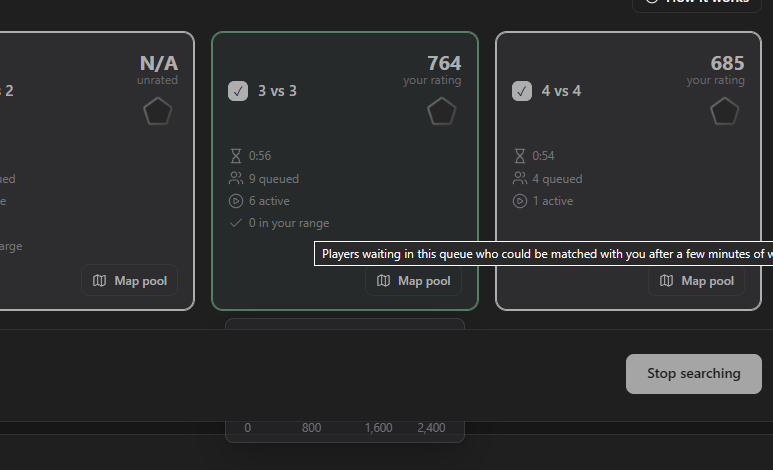 How it works
2
N/A
unrated
ued
e
arge
Map pool
3 vs 3
764
your rating
0:56
9 queued
6 active
0 in your range
Map pool
4 vs 4
685
your rating
0:54
4 queued
1 active
Map pool
Players waiting in this queue who could be matched with you after a few minutes of w
Stop searching
0 800 1,600 2,400